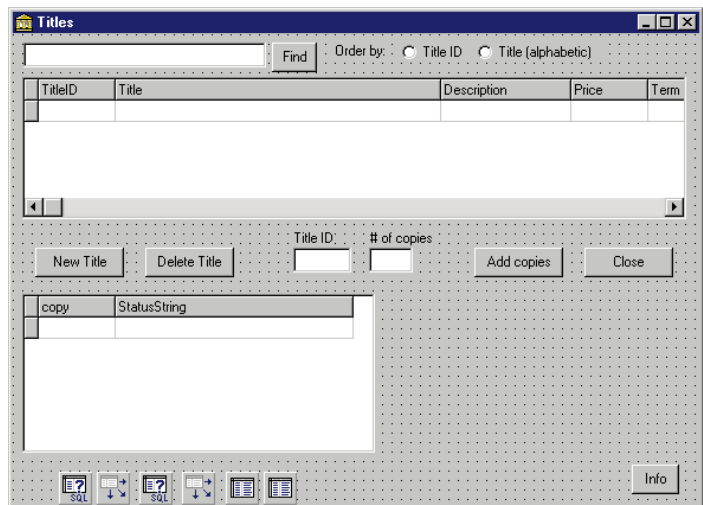 Titles
Find Order by: Title ID Title (alphabetic)
TitleID Title Description Price Term
Title ID: # of copies
New Title Delete Title Add copies Close
copy StatusString
?SQL ?SQL
Info